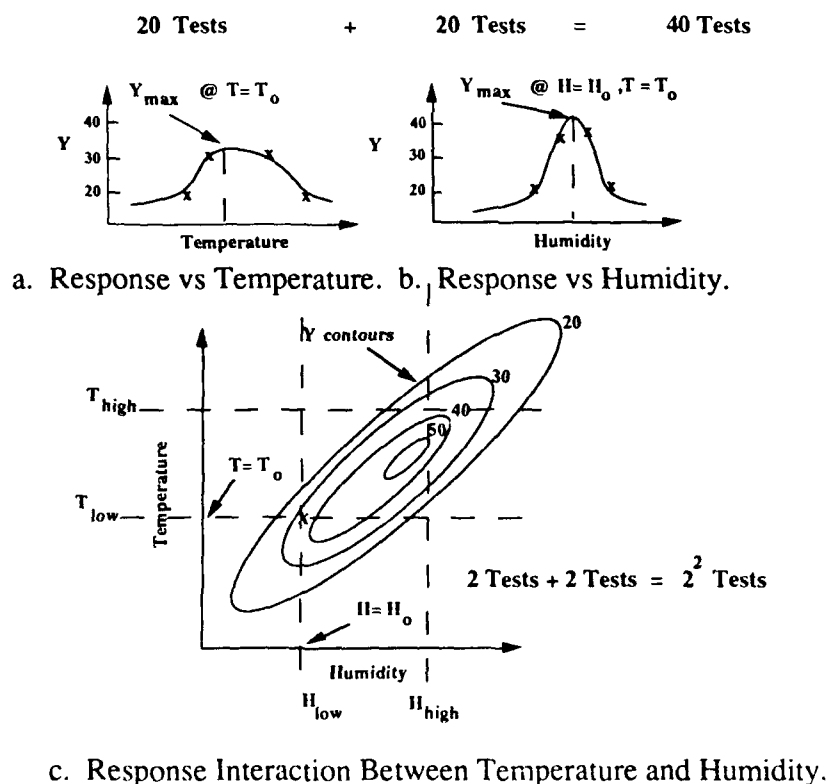 20 Tests + 20 Tests = 40 Tests
Y max @ T= T o
40
Y 30
20
Temperature
Y max @ H= H o , T = T o
40
Y 30
20
Humidity
a. Response vs Temperature. b. Response vs Humidity.
Y contours
20
30
40
50
T high
T= T o
T low
Temperature
x
2 Tests + 2 Tests = 2² Tests
H= H o
Humidity
H low
H high
c. Response Interaction Between Temperature and Humidity.